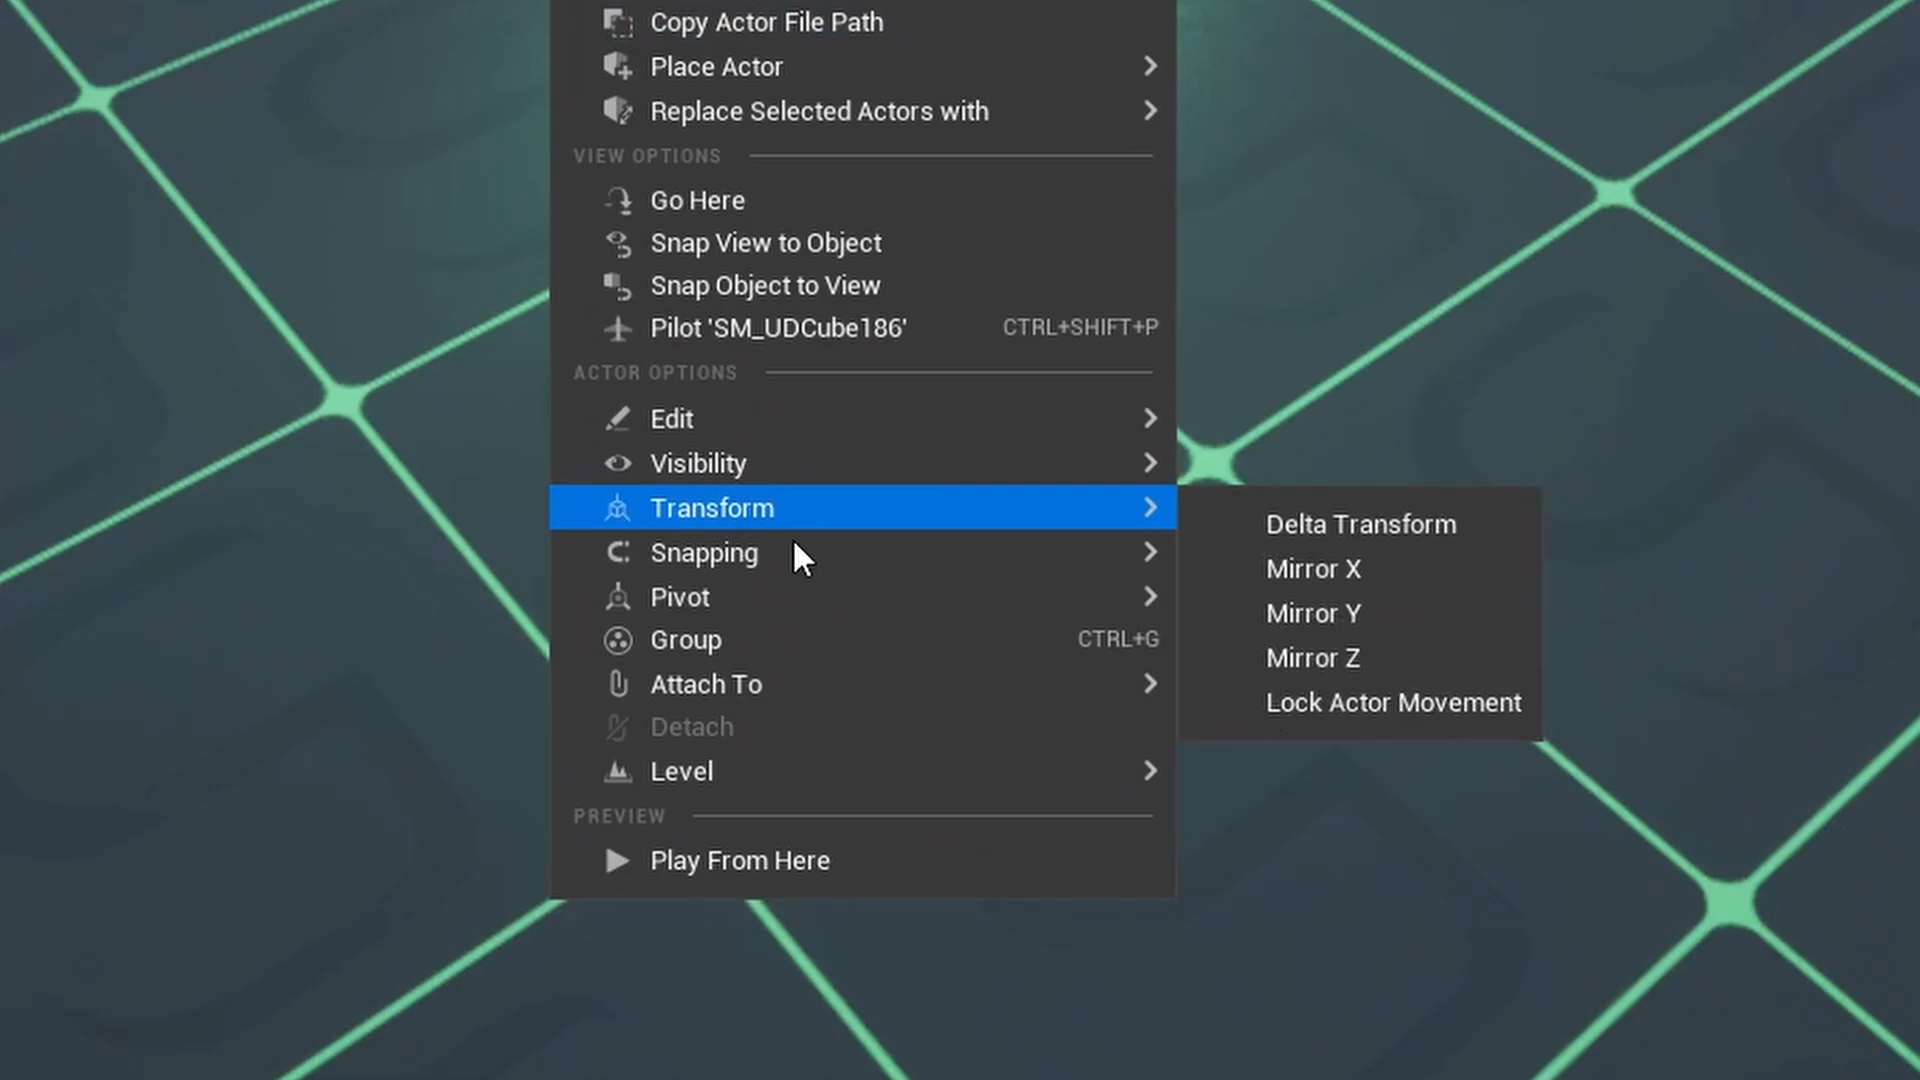 Copy Actor File Path
Place Actor
Replace Selected Actors with
VIEW OPTIONS
Go Here
Snap View to Object
Snap Object to View
Pilot 'SM_UDCube186' CTRL+SHIFT+P
ACTOR OPTIONS
Edit
Visibility
Transform
Snapping
Pivot
Group CTRL+G
Attach To
Detach
Level
PREVIEW
Play From Here
Delta Transform
Mirror X
Mirror Y
Mirror Z
Lock Actor Movement